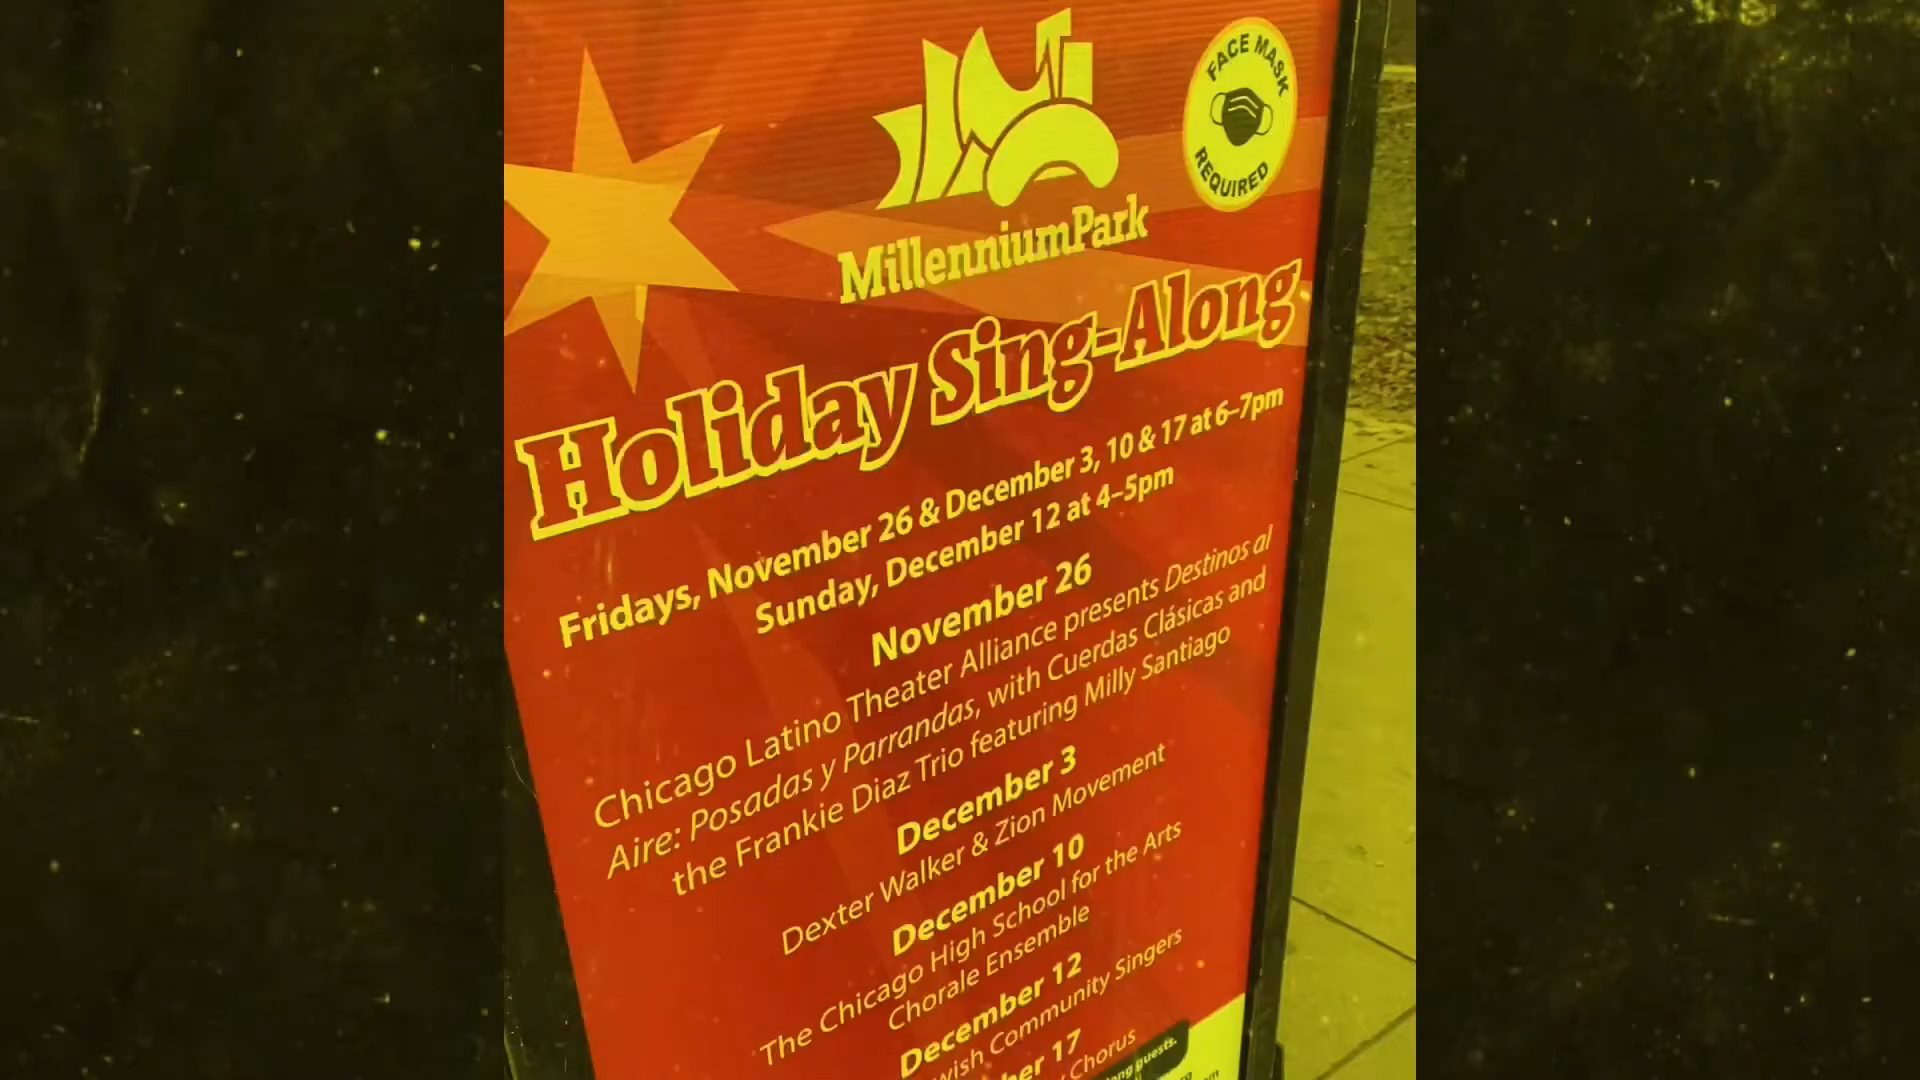 FACE MASK
REQUIRED
MillenniumPark
Holiday Sing-Along
Fridays, November 26 & December 3, 10 & 17 at 6–7pm
Sunday, December 12 at 4–5pm
November 26
Chicago Latino Theater Alliance presents Destinos al
Aire: Posadas y Parrandas, with Cuerdas Clásicas and
the Frankie Diaz Trio featuring Milly Santiago
December 3
Dexter Walker & Zion Movement
December 10
The Chicago High School for the Arts
Chorale Ensemble
December 12
Community Singers
17
Chorus
guests.